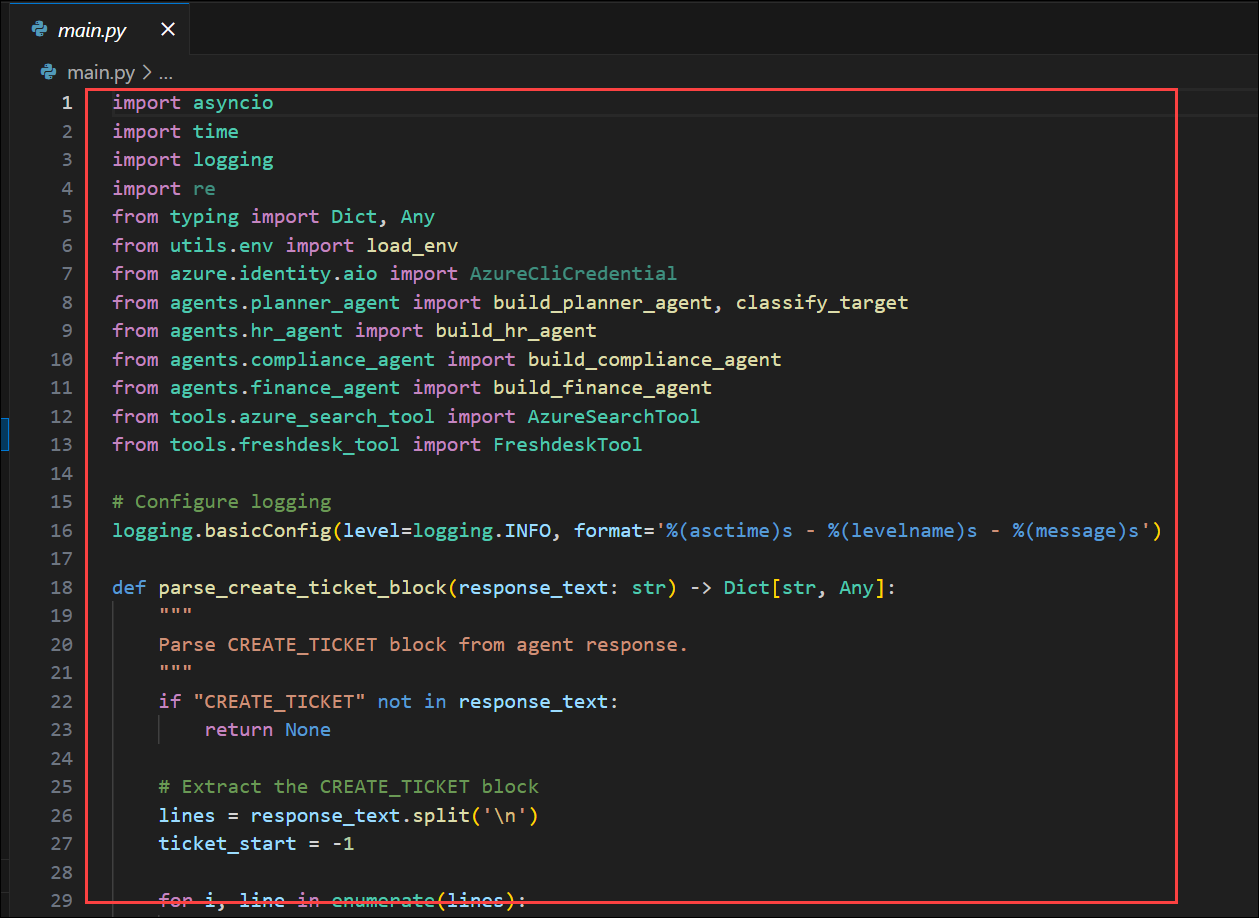 main.py
main.py > ...
1 import asyncio
2 import time
3 import logging
4 import re
5 from typing import Dict, Any
6 from utils.env import load_env
7 from azure.identity.aio import AzureCliCredential
8 from agents.planner_agent import build_planner_agent, classify_target
9 from agents.hr_agent import build_hr_agent
10 from agents.compliance_agent import build_compliance_agent
11 from agents.finance_agent import build_finance_agent
12 from tools.azure_search_tool import AzureSearchTool
13 from tools.freshdesk_tool import FreshdeskTool
14
15 # Configure logging
16 logging.basicConfig(level=logging.INFO, format='%(asctime)s - %(levelname)s - %(message)s')
17
18 def parse_create_ticket_block(response_text: str) -> Dict[str, Any]:
19     """
20     Parse CREATE_TICKET block from agent response.
21     """
22     if "CREATE_TICKET" not in response_text:
23         return None
24
25     # Extract the CREATE_TICKET block
26     lines = response_text.split('\n')
27     ticket_start = -1
28
29     for i, line in enumerate(lines):